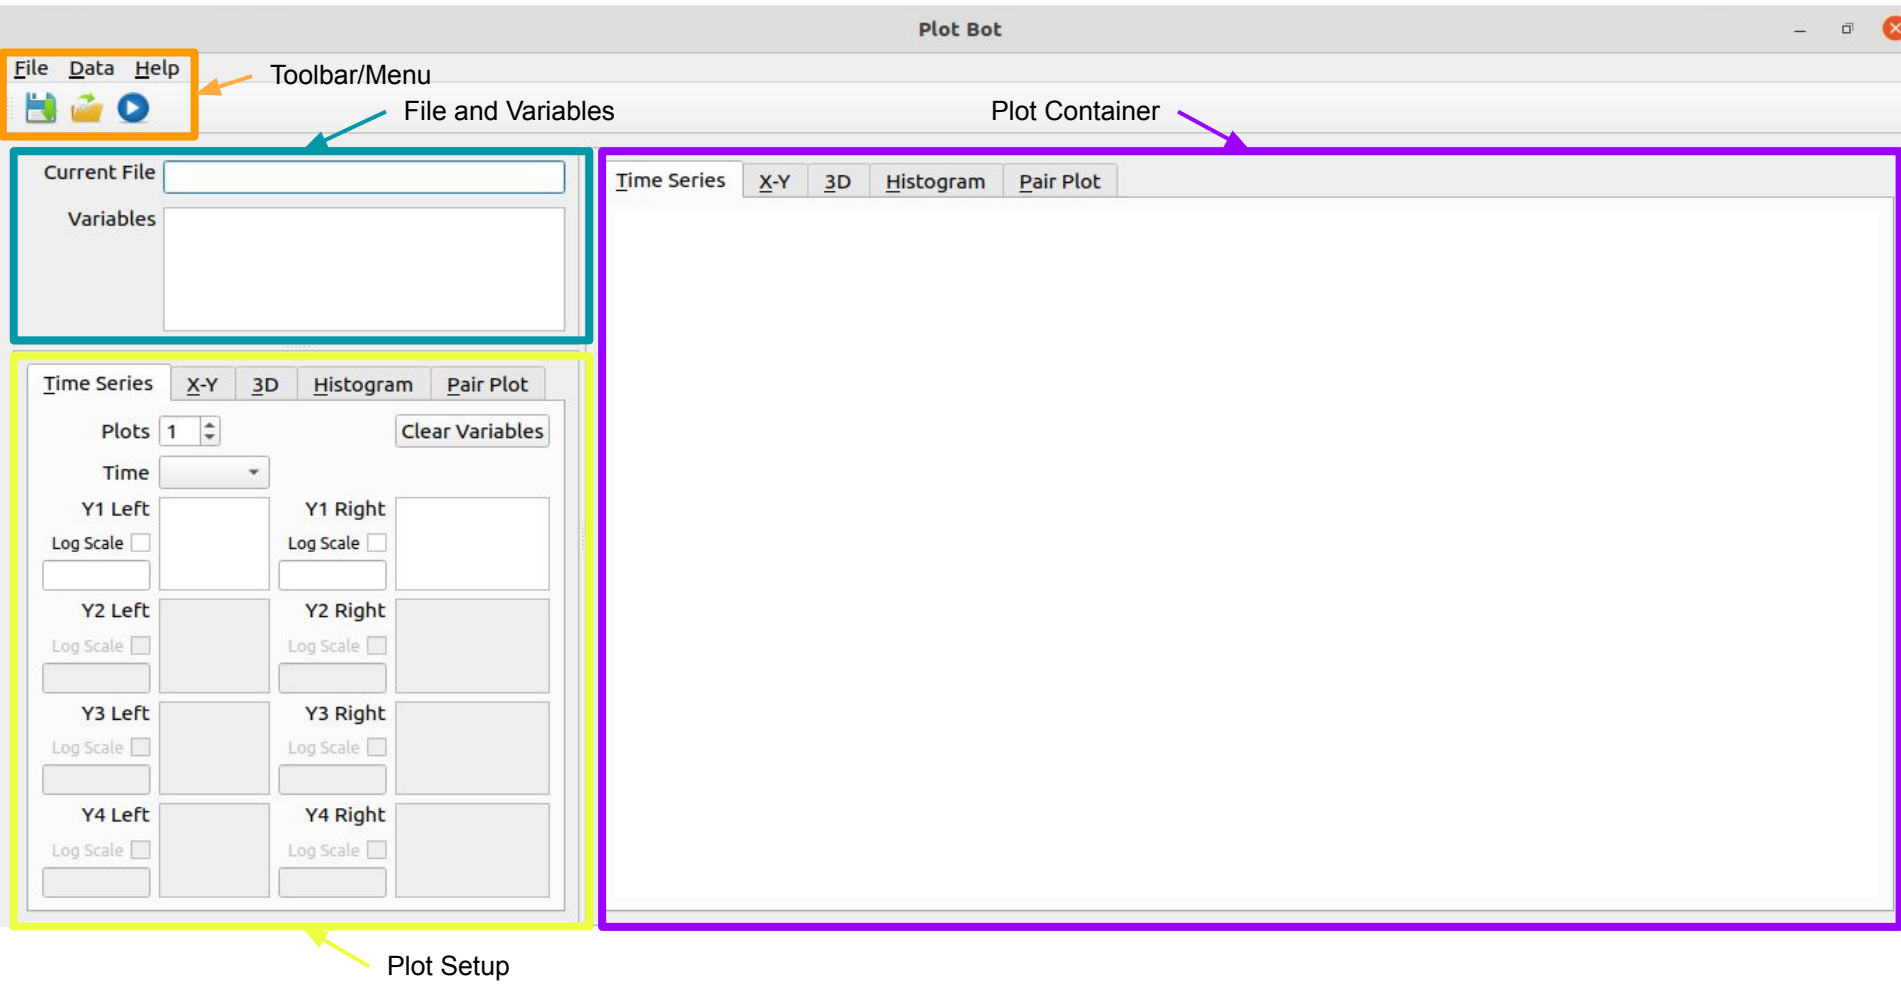 Plot Bot
File Data Help
Toolbar/Menu
File and Variables
Plot Container
Current File
Variables
Time Series X-Y 3D Histogram Pair Plot
Time Series X-Y 3D Histogram Pair Plot
Plots 1 Clear Variables
Time
Y1 Left Y1 Right
Log Scale Log Scale
Y2 Left Y2 Right
Log Scale Log Scale
Y3 Left Y3 Right
Log Scale Log Scale
Y4 Left Y4 Right
Log Scale Log Scale
Plot Setup